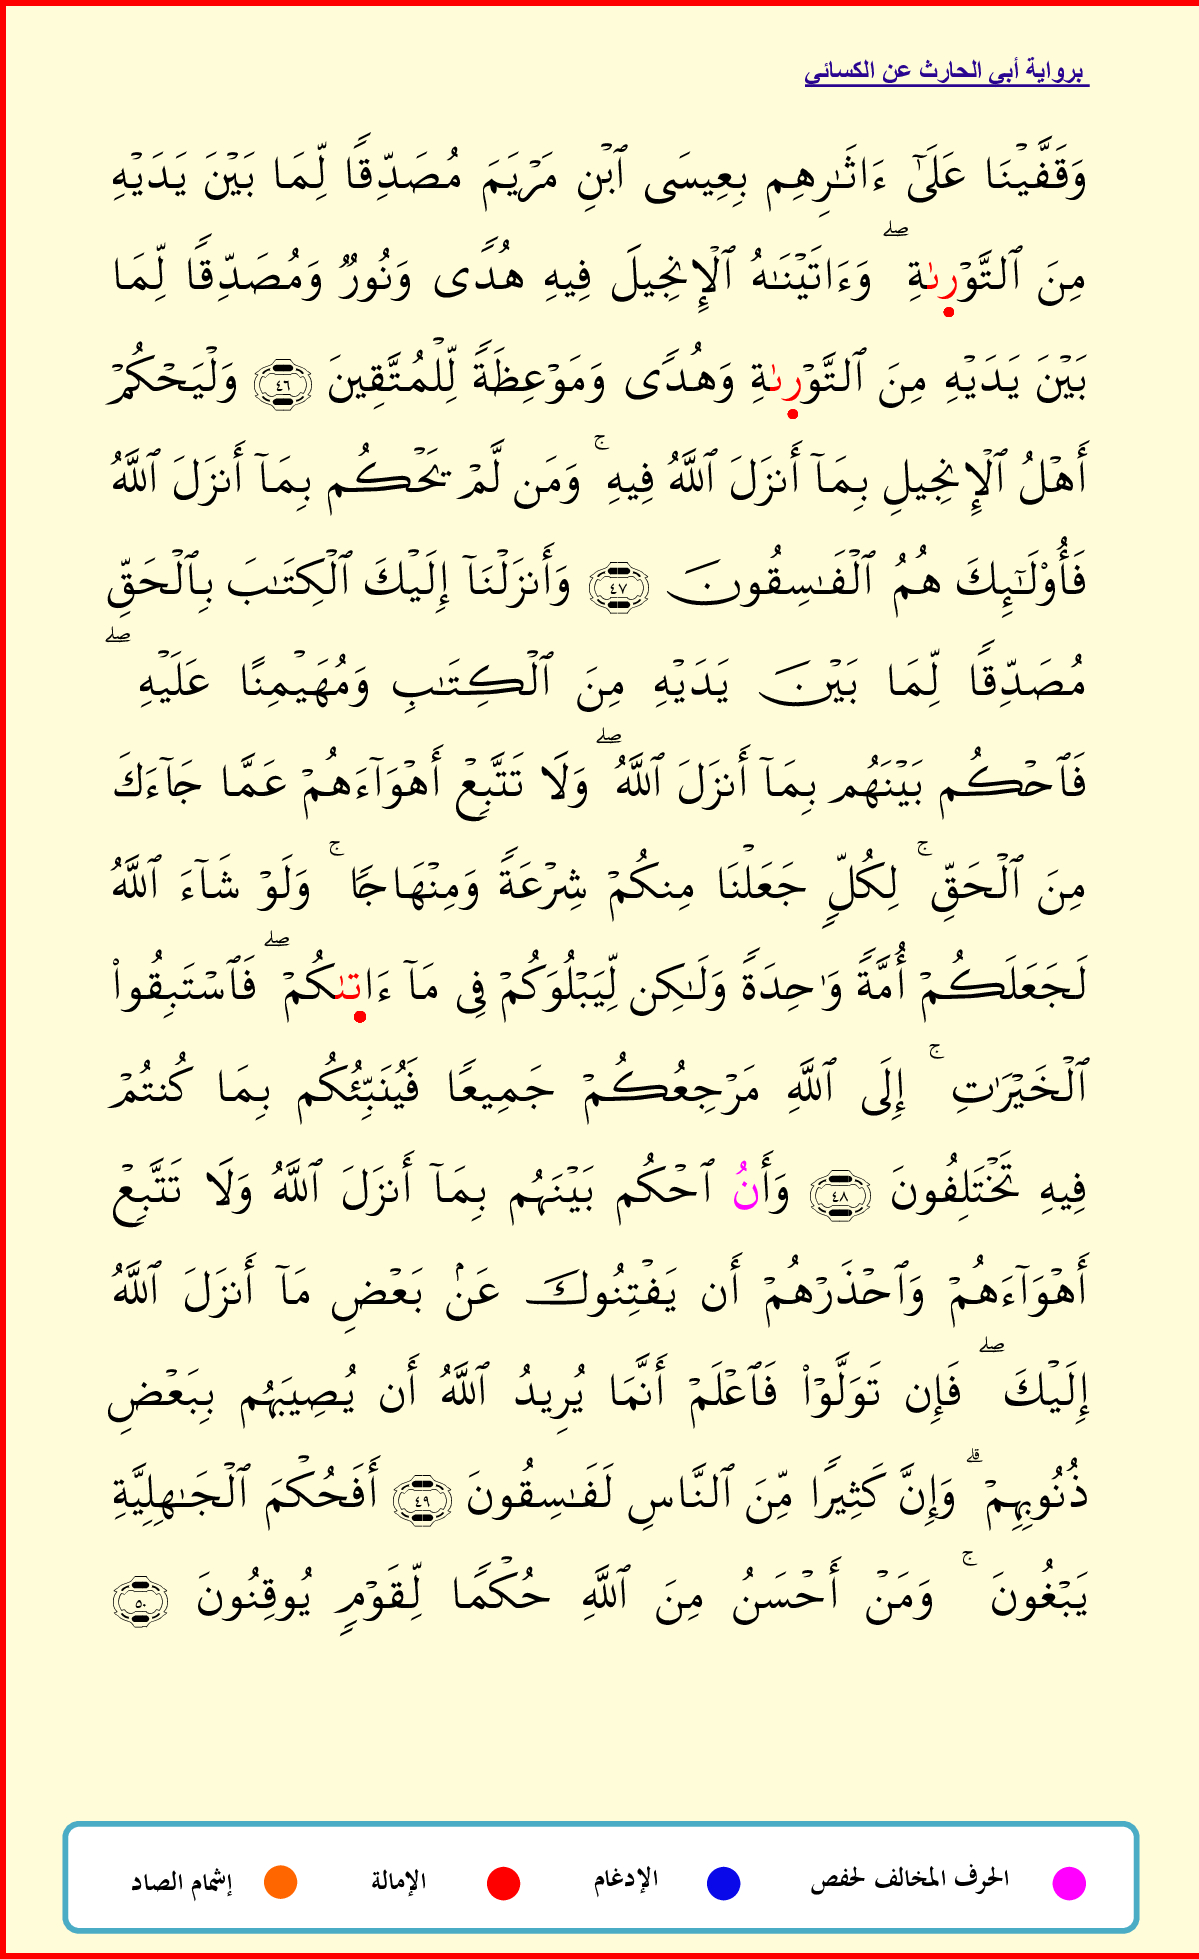 برواية أبي الحارث عن الكسائي
وَقَفَّيْنَا عَلَىٰٓ ءَاثَـٰرِهِم بِعِيسَى ٱبْنِ مَرْيَمَ مُصَدِّقًا لِّمَا بَيْنَ يَدَيْهِ
مِنَ ٱلتَّوْرىٰةِ ۖ وَءَاتَيْنَـٰهُ ٱلْإِنجِيلَ فِيهِ هُدًى وَنُورٌ وَمُصَدِّقًا لِّمَا
بَيْنَ يَدَيْهِ مِنَ ٱلتَّوْرىٰةِ وَهُدًى وَمَوْعِظَةً لِّلْمُتَّقِينَ ٤٦ وَلْيَحْكُمْ
أَهْلُ ٱلْإِنجِيلِ بِمَآ أَنزَلَ ٱللَّهُ فِيهِ ۚ وَمَن لَّمْ يَحْكُم بِمَآ أَنزَلَ ٱللَّهُ
فَأُوْلَـٰٓئِكَ هُمُ ٱلْفَـٰسِقُونَ ٤٧ وَأَنزَلْنَآ إِلَيْكَ ٱلْكِتَـٰبَ بِٱلْحَقِّ
مُصَدِّقًا لِّمَا بَيْنَ يَدَيْهِ مِنَ ٱلْكِتَـٰبِ وَمُهَيْمِنًا عَلَيْهِ ۖ
فَٱحْكُم بَيْنَهُم بِمَآ أَنزَلَ ٱللَّهُ ۖ وَلَا تَتَّبِعْ أَهْوَآءَهُمْ عَمَّا جَآءَكَ
مِنَ ٱلْحَقِّ ۚ لِكُلٍّ جَعَلْنَا مِنكُمْ شِرْعَةً وَمِنْهَاجًا ۚ وَلَوْ شَآءَ ٱللَّهُ
لَجَعَلَكُمْ أُمَّةً وَٰحِدَةً وَلَـٰكِن لِّيَبْلُوَكُمْ فِى مَآ ءَاتىٰكُمْ ۖ فَٱسْتَبِقُوا۟
ٱلْخَيْرَٰتِ ۚ إِلَى ٱللَّهِ مَرْجِعُكُمْ جَمِيعًا فَيُنَبِّئُكُم بِمَا كُنتُمْ
فِيهِ تَخْتَلِفُونَ ٤٨ وَأَنُ ٱحْكُم بَيْنَهُم بِمَآ أَنزَلَ ٱللَّهُ وَلَا تَتَّبِعْ
أَهْوَآءَهُمْ وَٱحْذَرْهُمْ أَن يَفْتِنُوكَ عَنۢ بَعْضِ مَآ أَنزَلَ ٱللَّهُ
إِلَيْكَ ۖ فَإِن تَوَلَّوْا۟ فَٱعْلَمْ أَنَّمَا يُرِيدُ ٱللَّهُ أَن يُصِيبَهُم بِبَعْضِ
ذُنُوبِهِمْ ۗ وَإِنَّ كَثِيرًا مِّنَ ٱلنَّاسِ لَفَـٰسِقُونَ ٤٩ أَفَحُكْمَ ٱلْجَـٰهِلِيَّةِ
يَبْغُونَ ۚ وَمَنْ أَحْسَنُ مِنَ ٱللَّهِ حُكْمًا لِّقَوْمٍ يُوقِنُونَ ٥٠
الحرف المخالف لحفص الإدغام الإمالة إشمام الصاد